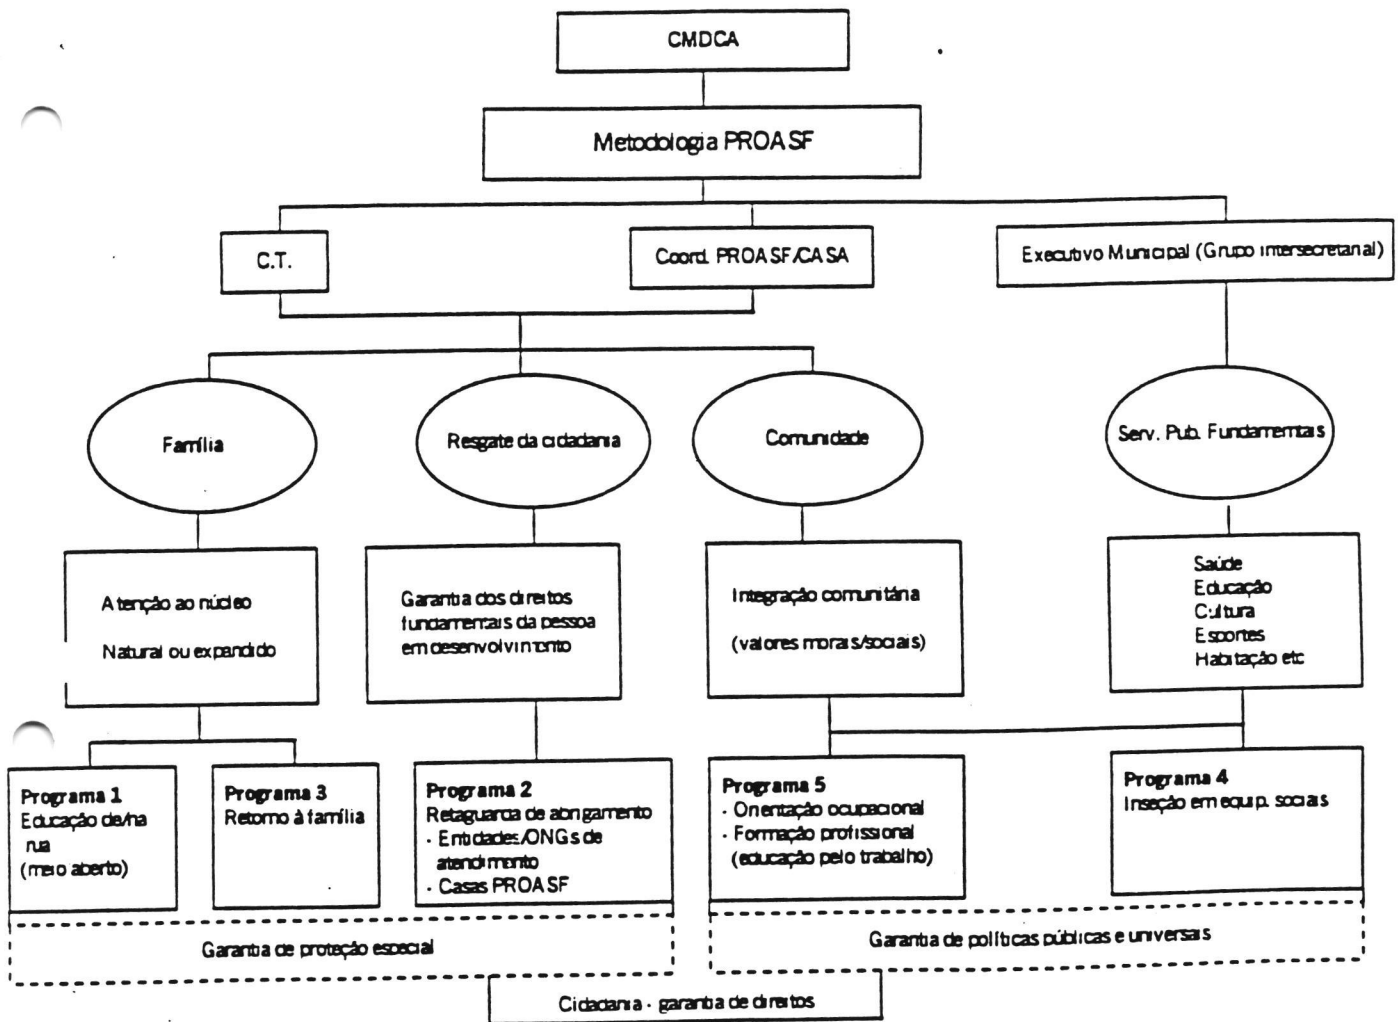 CMDCA
Metodologia PROASF
C.T.
Coord. PROASF/CASA
Executivo Municipal (Grupo intersecretarial)
Família
Resgate da cidadania
Comunidade
Serv. Pub. Fundamentais
Atenção ao núcleo
Natural ou expandido
Garantia dos direitos
fundamentais da pessoa
em desenvolvimento
Integração comunitária
(valores morais/sociais)
Saúde
Educação
Cultura
Esportes
Habitação etc
Programa 1
Educação de/na
rua
(meio aberto)
Programa 3
Retorno à família
Programa 2
Retaguarda de abrigamento
- Entidades/ONGs de
atendimento
- Casas PROASF
Programa 5
- Orientação ocupacional
- Formação profissional
(educação pelo trabalho)
Programa 4
Inseção em equip. sociais
Garantia de proteção especial
Garantia de políticas públicas e universais
Cidadania - garantia de direitos